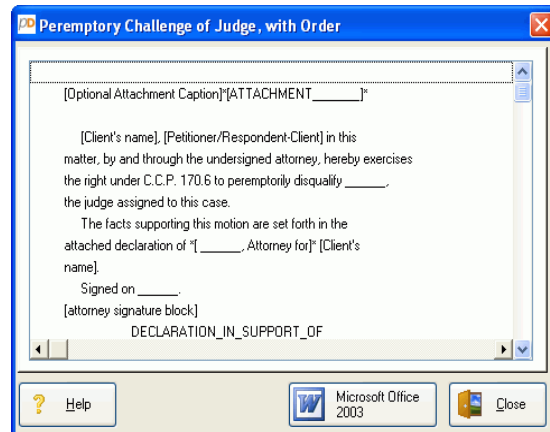 PD Peremptory Challenge of Judge, with Order
[Optional Attachment Caption]*[ATTACHMENT_______]*
[Client's name], [Petitioner/Respondent-Client] in this
matter, by and through the undersigned attorney, hereby exercises
the right under C.C.P. 170.6 to peremptorily disqualify ______,
the judge assigned to this case.
The facts supporting this motion are set forth in the
attached declaration of *[ ______, Attorney for]* [Client's
name].
Signed on ______.
[attorney signature block]
DECLARATION_IN_SUPPORT_OF
? Help
W Microsoft Office
2003
Close